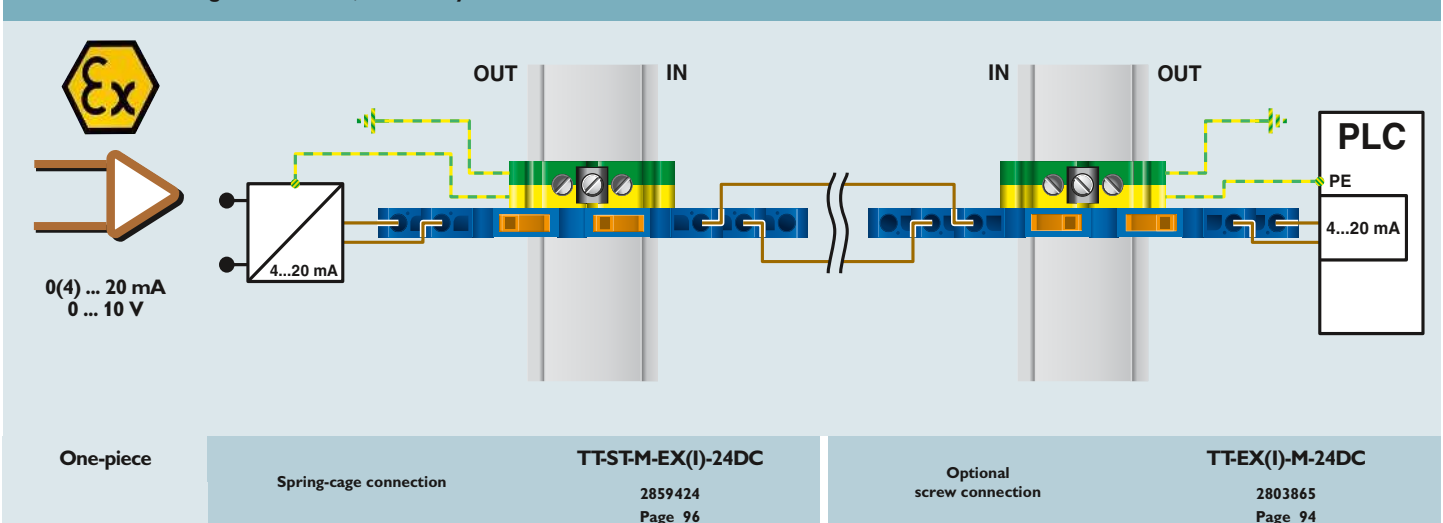 OUT
IN
IN
OUT
εx
PLC
PE
4...20 mA
4...20 mA
0(4) ... 20 mA
0 ... 10 V
One-piece
Spring-cage connection
TT-ST-M-EX(I)-24DC
2859424
Page 96
Optional
screw connection
TT-EX(I)-M-24DC
2803865
Page 94